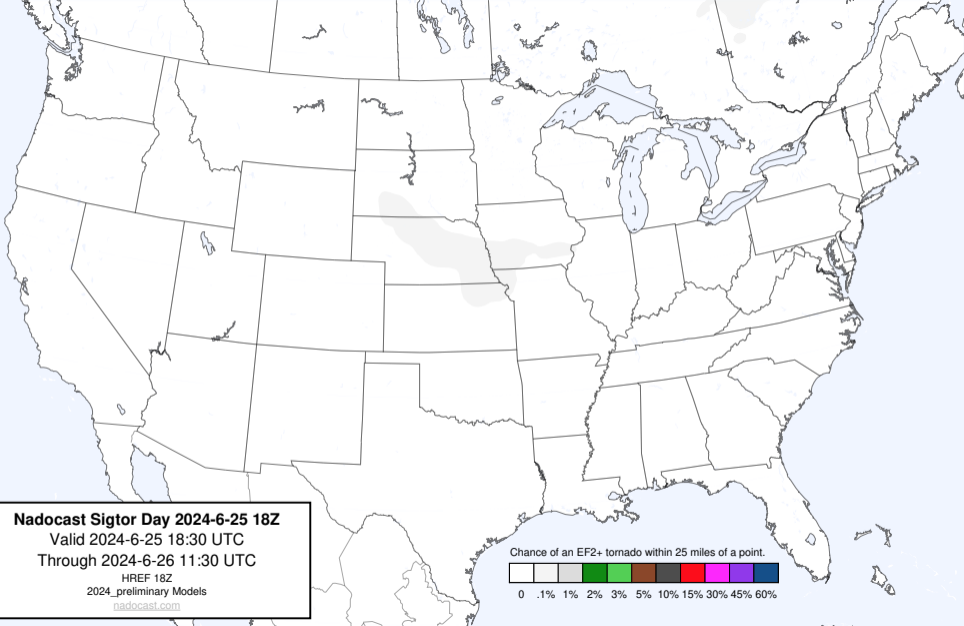 Nadocast Sigtor Day 2024-6-25 18Z
Valid 2024-6-25 18:30 UTC
Through 2024-6-26 11:30 UTC
HREF 18Z
2024_preliminary Models
nadocast.com
Chance of an EF2+ tornado within 25 miles of a point.
0 .1% 1% 2% 3% 5% 10% 15% 30% 45% 60%